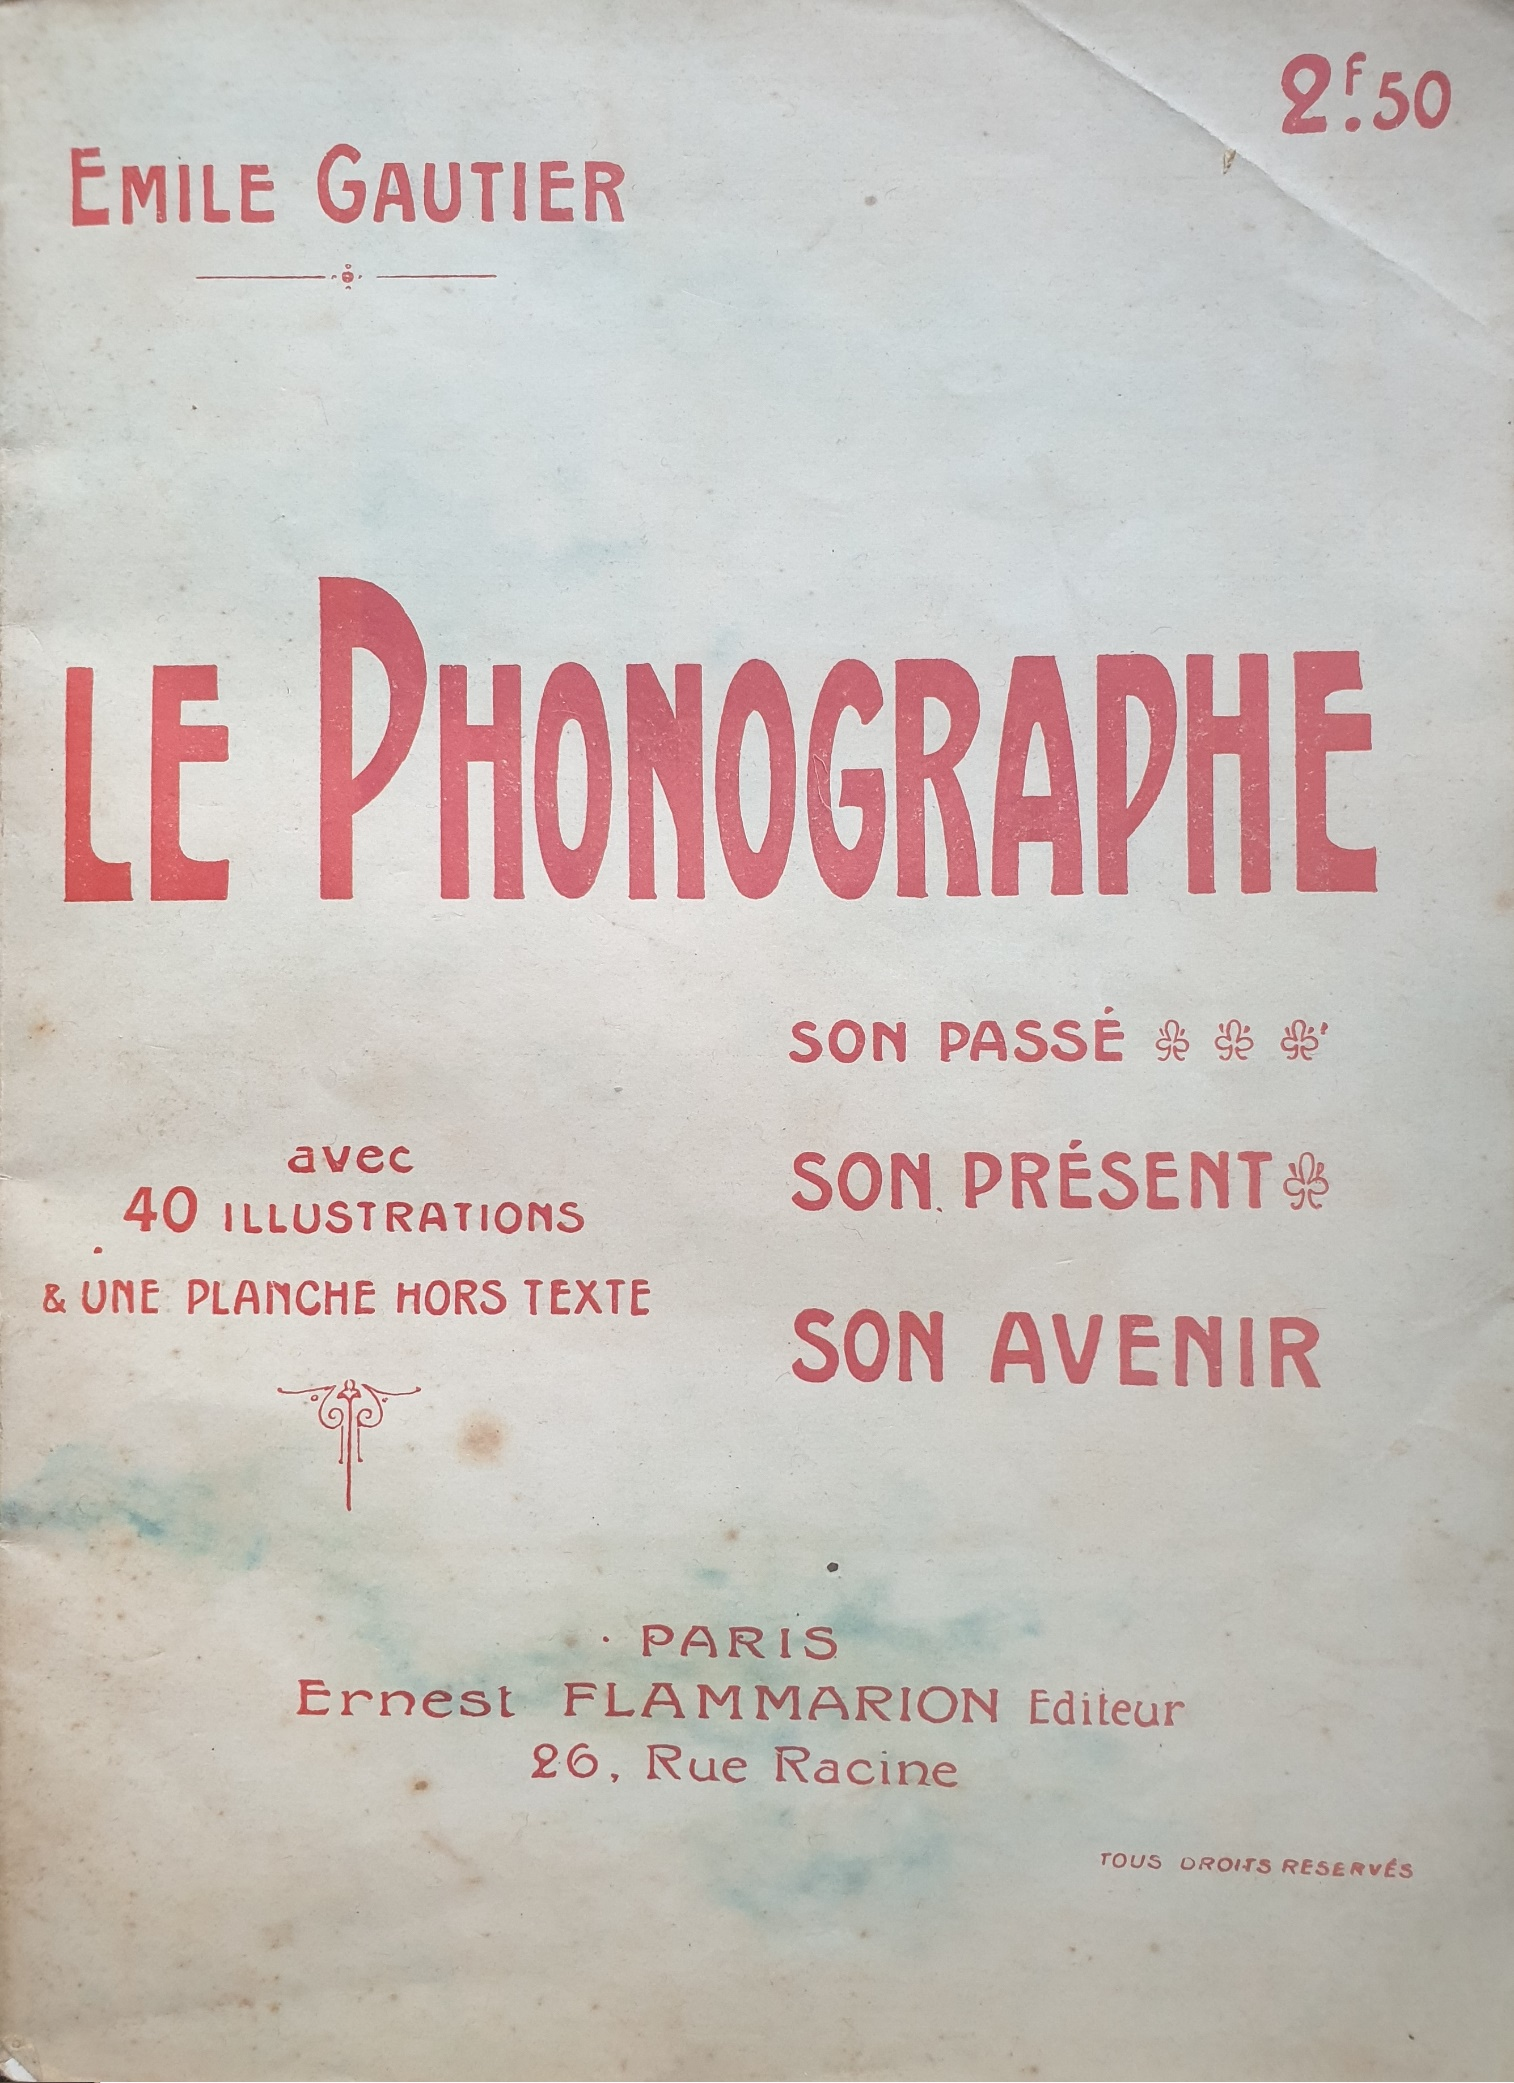 2F.50
EMILE GAUTIER
LE PHONOGRAPHE
SON PASSÉ
SON PRÉSENT
SON AVENIR
avec
40 ILLUSTRATIONS
& UNE PLANCHE HORS TEXTE
PARIS
Ernest FLAMMARION Editeur
26, Rue Racine
TOUS DROITS RESERVÉS